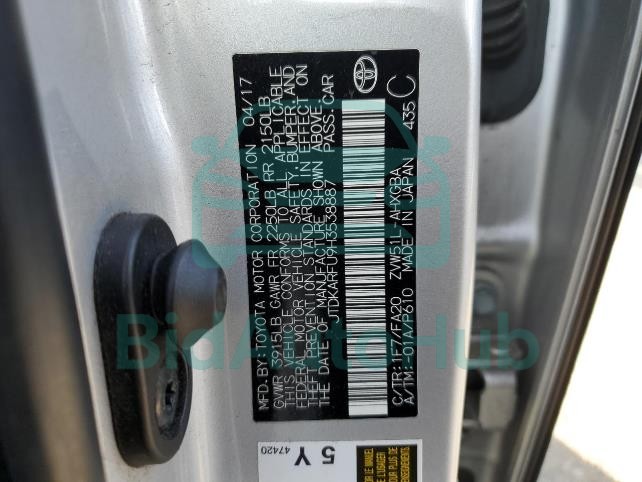 MFD.BY:TOYOTA MOTOR CORPORATION 04/17
GVWR 3915LB GAWR FR 2250LB RR 2150LB
THIS VEHICLE CONFORMS TO ALL APPLICABLE
FEDERAL MOTOR VEHICLE SAFETY,BUMPER,AND
THEFT PREVENTION STANDARDS IN EFFECT ON
THE DATE OF MANUFACTURE SHOWN ABOVE.
JTDKARFU9H3538887 PASS.CAR
C/TR:1F7/FA20 ZVW51L-AHXGBA
A/TM:-01A/P610 MADE IN JAPAN 435 C
5 Y
47420
BidAutoHub